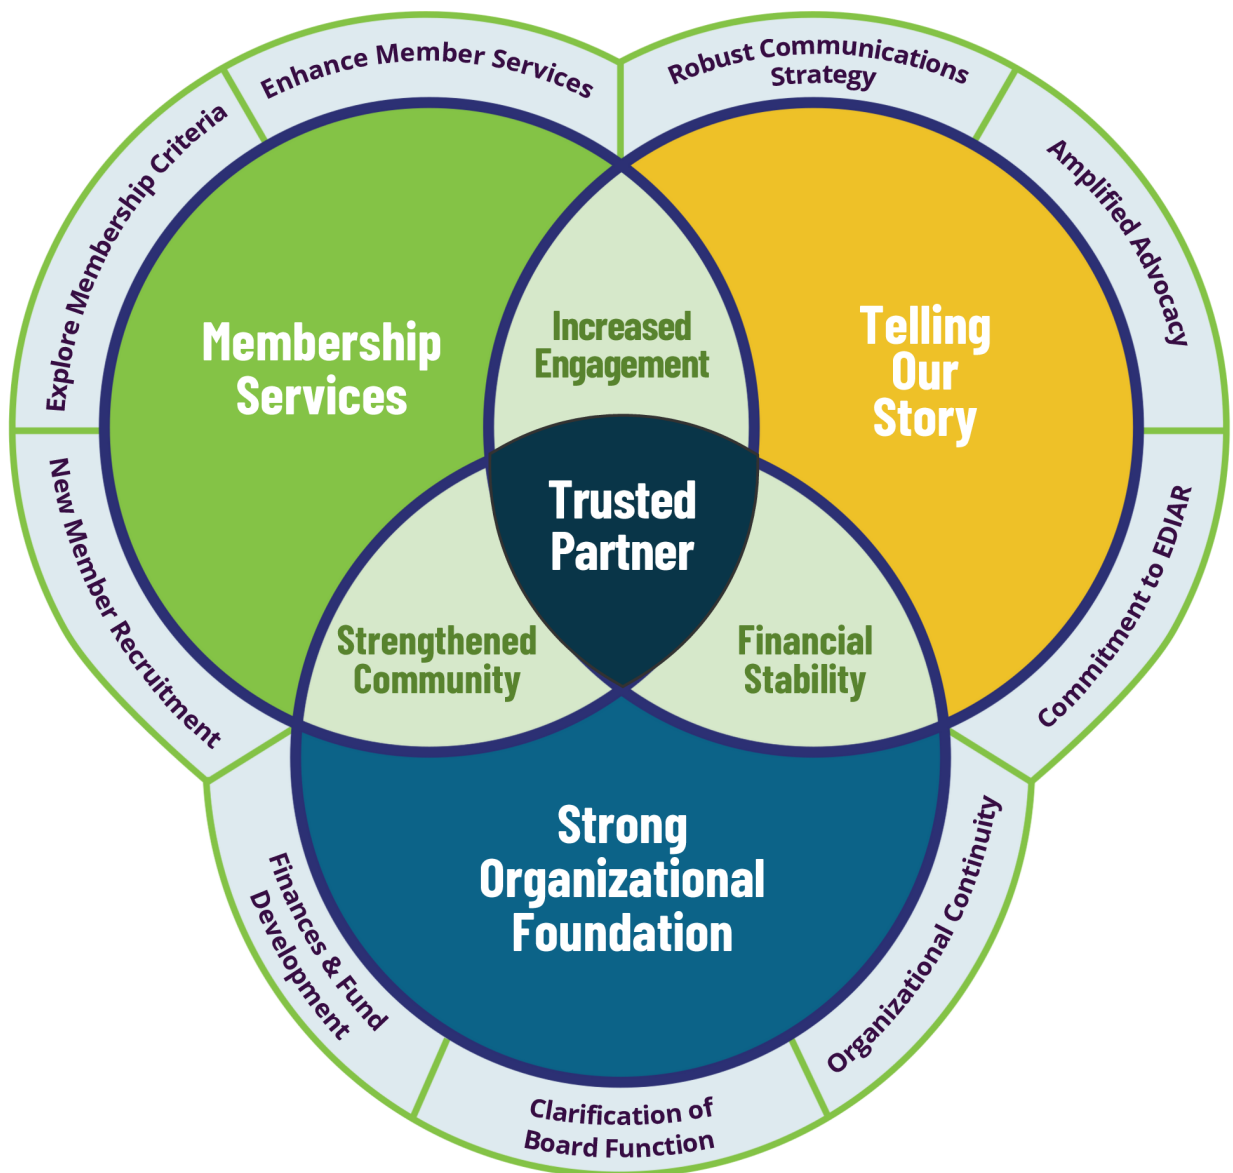 Enhance Member Services
Robust Communications
Strategy
Explore Membership Criteria
Amplified Advocacy
Membership
Services
Increased
Engagement
Telling
Our
Story
New Member Recruitment
Trusted
Partner
Commitment to EDIAR
Strengthened
Community
Financial
Stability
Strong
Organizational
Foundation
Finances & Fund
Development
Organizational Continuity
Clarification of
Board Function